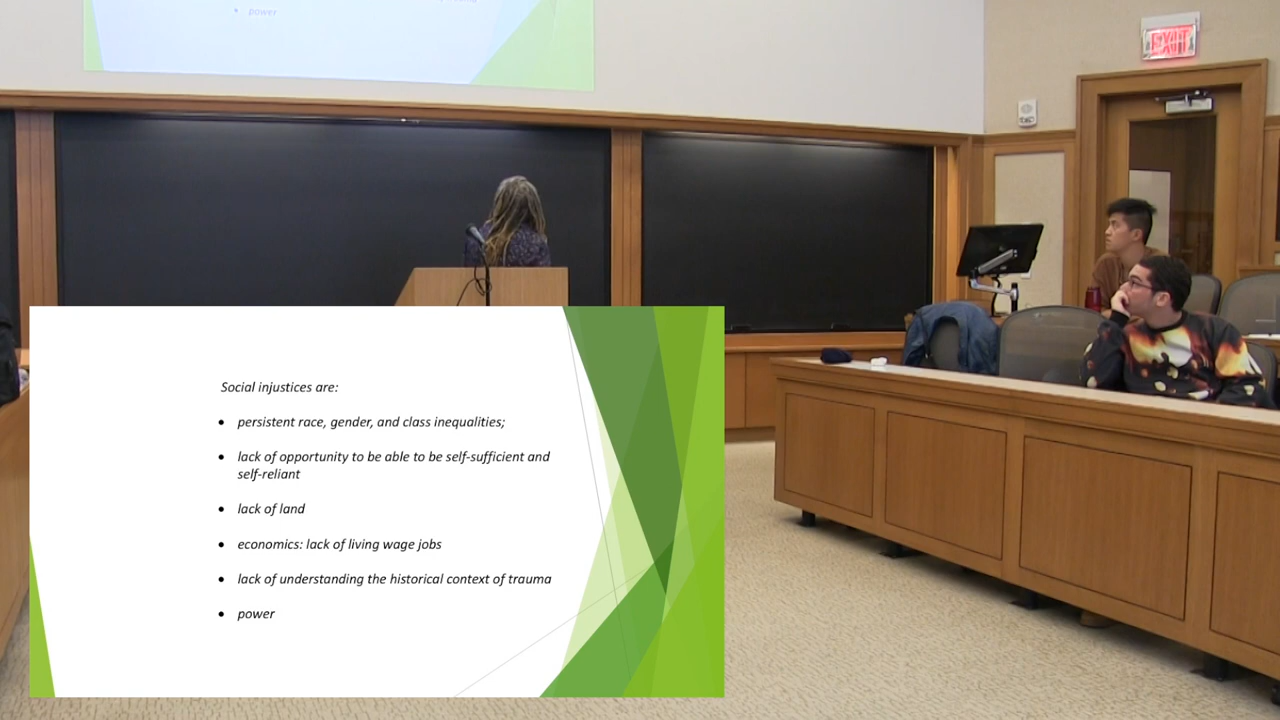 power
EXIT
Social injustices are:
• persistent race, gender, and class inequalities;
• lack of opportunity to be able to be self-sufficient and
self-reliant
• lack of land
• economics: lack of living wage jobs
• lack of understanding the historical context of trauma
• power